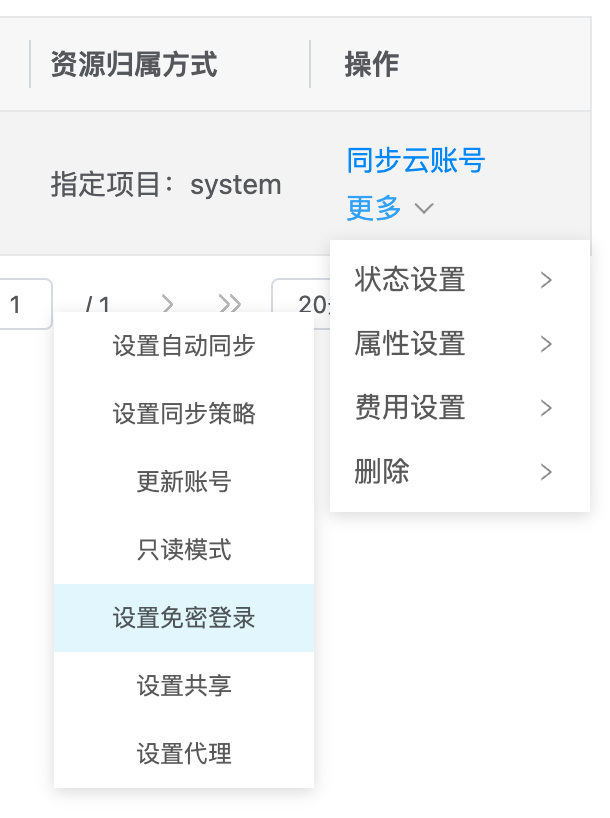 资源归属方式
操作
指定项目：system
同步云账号
更多
1
/ 1
20
状态设置
属性设置
费用设置
删除
设置自动同步
设置同步策略
更新账号
只读模式
设置免密登录
设置共享
设置代理